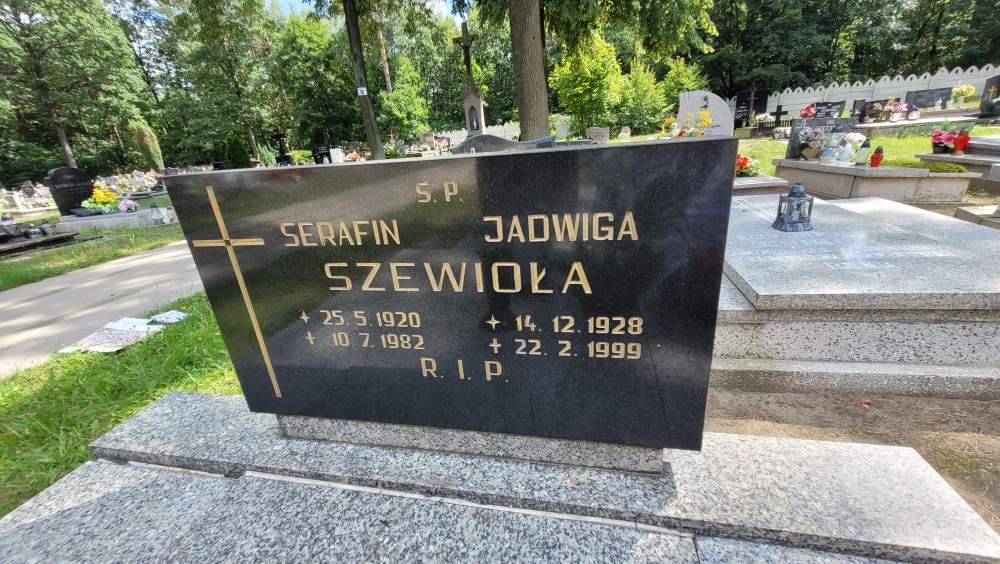 S. P.
SERAFIN JADWIGA
SZEWIOŁA
25. 5. 1920 14. 12. 1928
10. 7. 1982 22. 2. 1999
R. I. P.